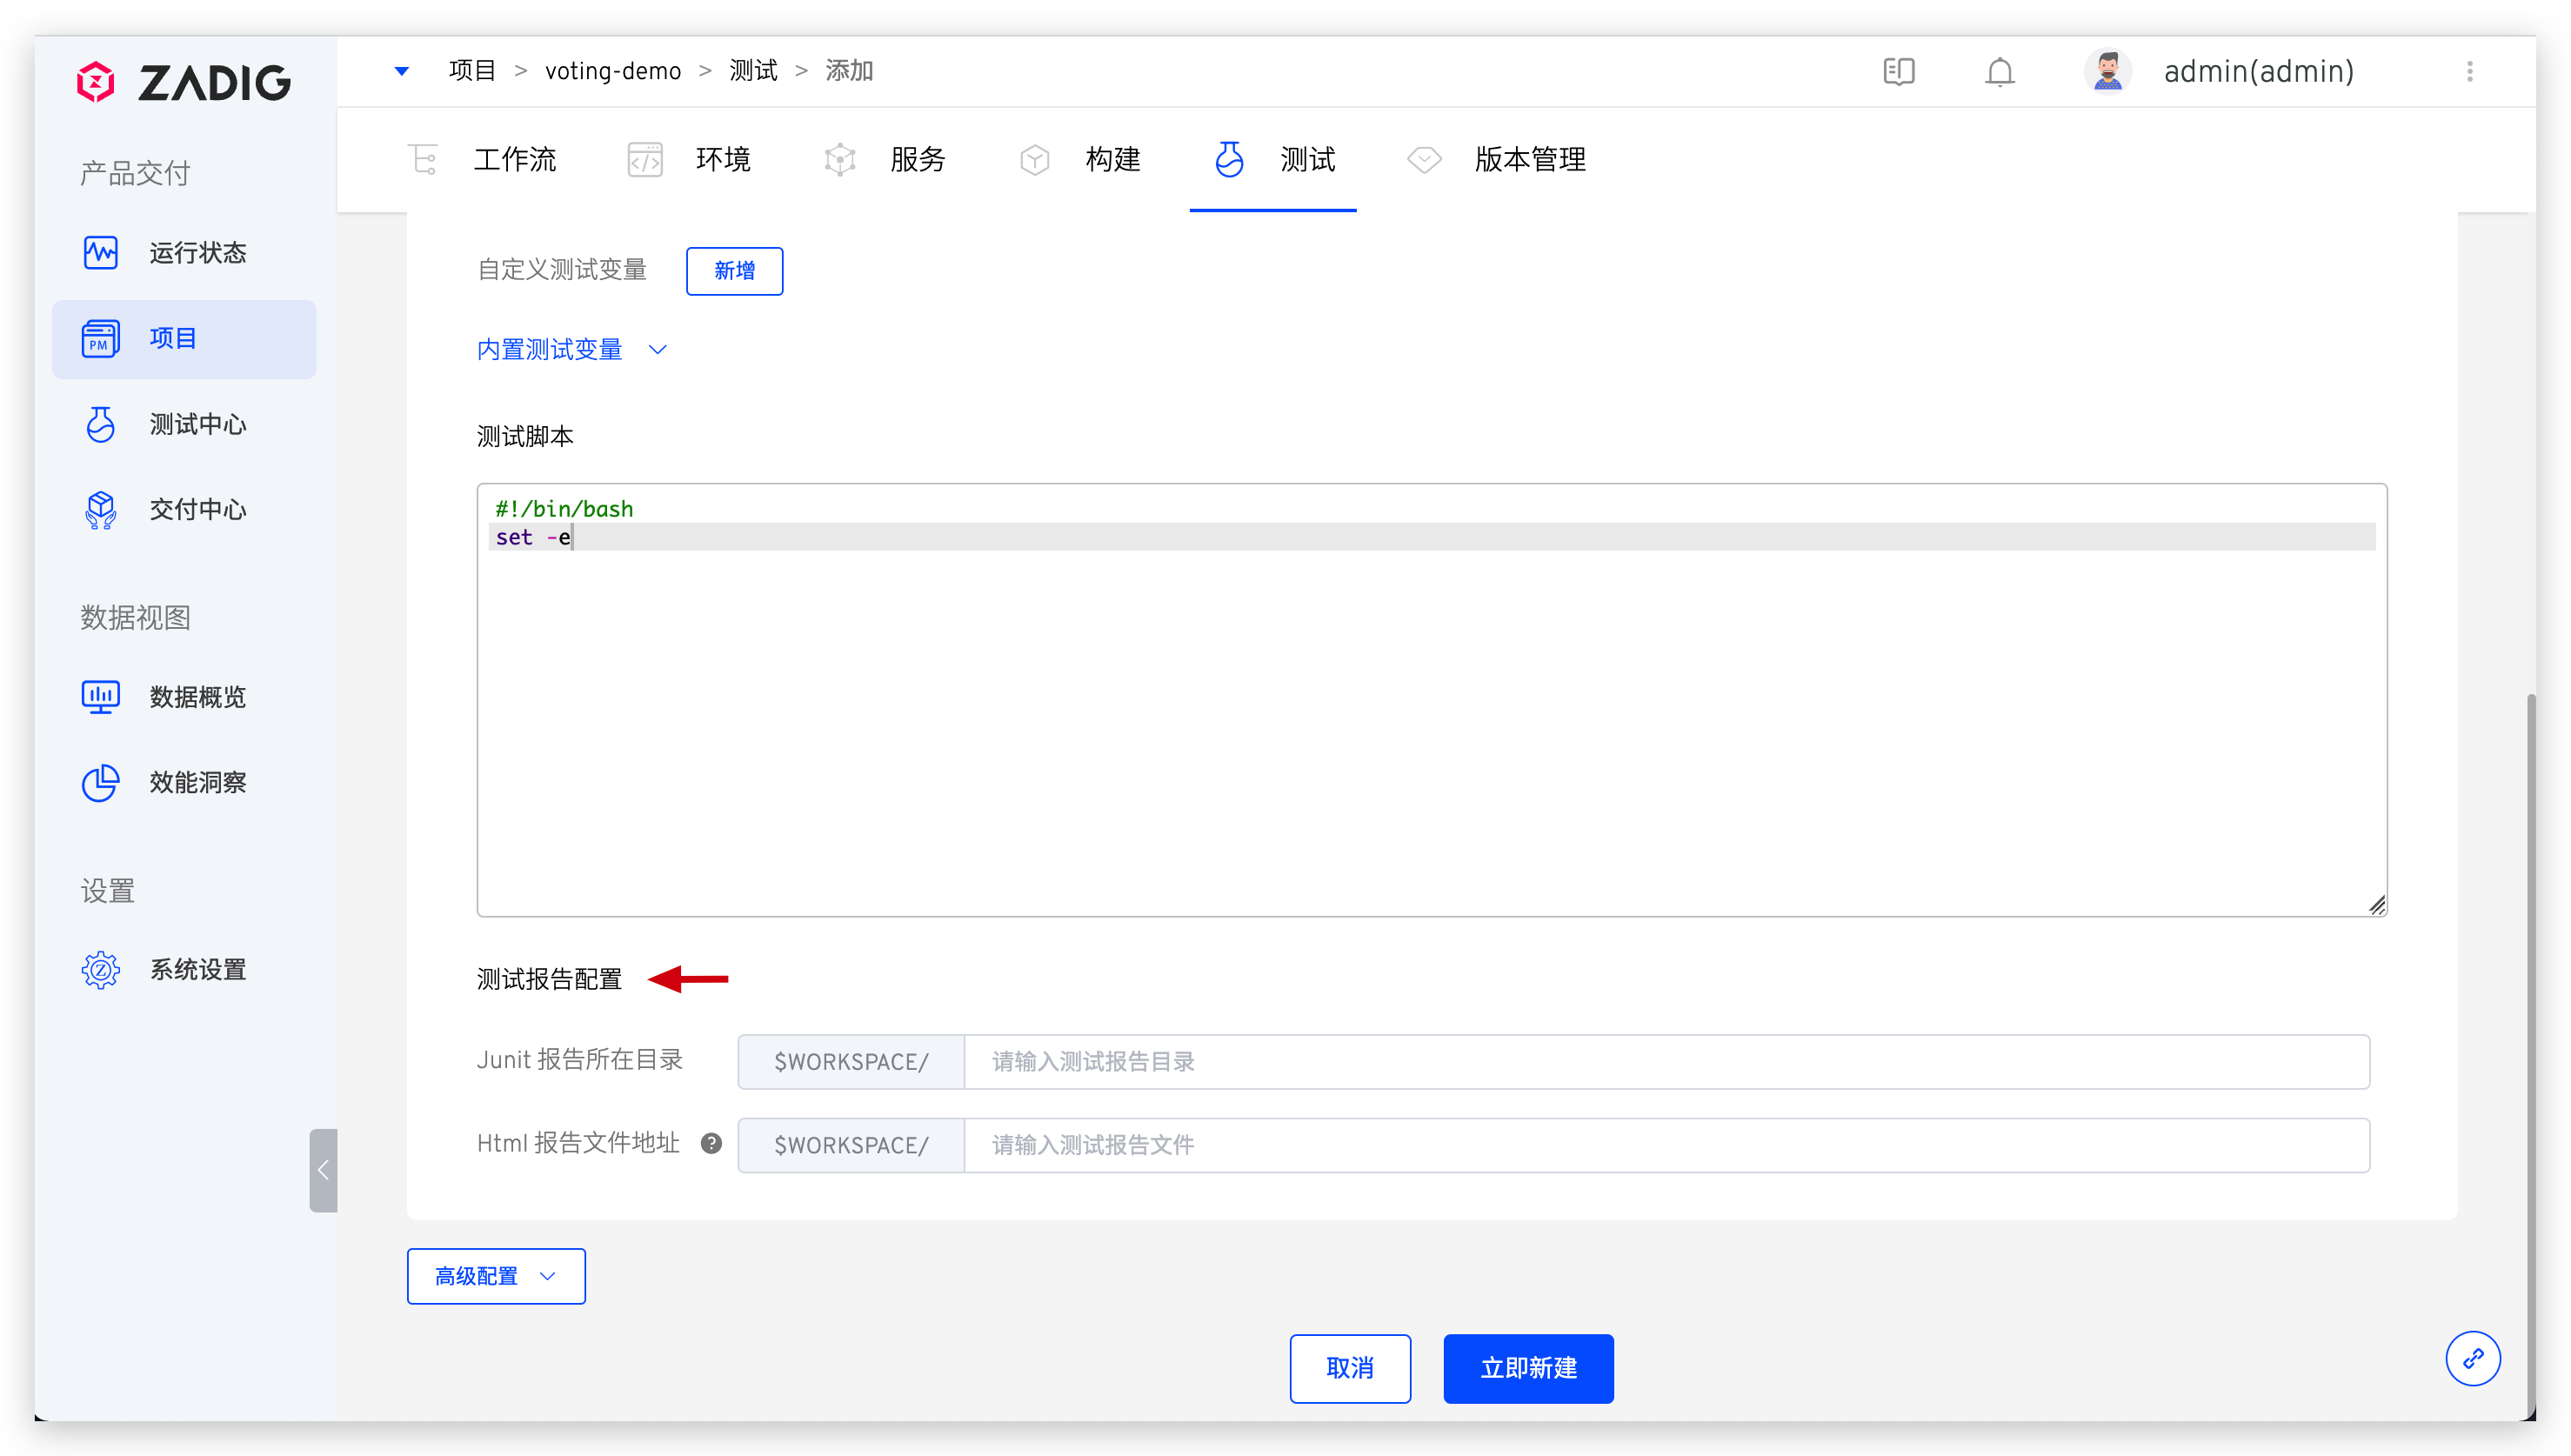 ZADIG
项目 > voting-demo > 测试 > 添加
admin(admin)
工作流 环境 服务 构建 测试 版本管理
产品交付
运行状态
PM 项目
测试中心
交付中心
数据视图
数据概览
效能洞察
设置
系统设置
自定义测试变量 新增
内置测试变量
测试脚本
#!/bin/bash
set -e
测试报告配置
Junit 报告所在目录 $WORKSPACE/ 请输入测试报告目录
Html 报告文件地址 ? $WORKSPACE/ 请输入测试报告文件
高级配置
取消 立即新建